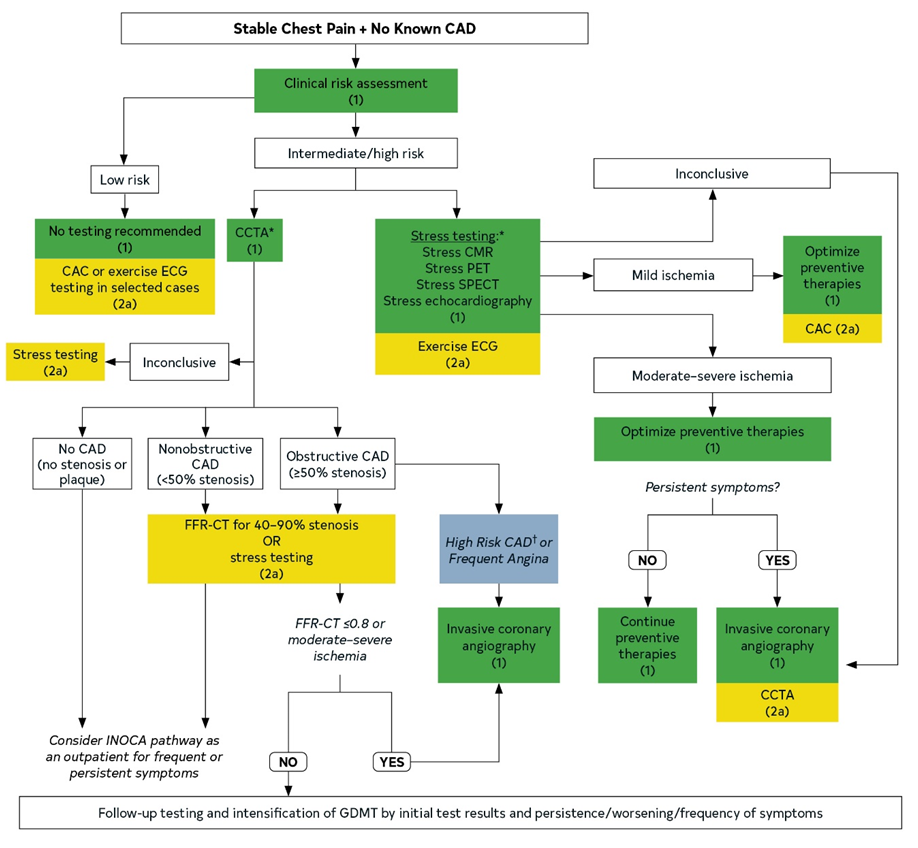 Stable Chest Pain + No Known CAD
Clinical risk assessment
(1)
Intermediate/high risk
Low risk
No testing recommended
(1)
CAC or exercise ECG
testing in selected cases
(2a)
CCTA*
(1)
Stress testing:*
Stress CMR
Stress PET
Stress SPECT
Stress echocardiography
(1)
Exercise ECG
(2a)
Inconclusive
Mild ischemia
Optimize
preventive
therapies
(1)
CAC (2a)
Moderate–severe ischemia
Optimize preventive therapies
(1)
Persistent symptoms?
NO
YES
Continue
preventive
therapies
(1)
Invasive coronary
angiography
(1)
CCTA
(2a)
Stress testing
(2a)
Inconclusive
No CAD
(no stenosis or
plaque)
Nonobstructive
CAD
(<50% stenosis)
Obstructive CAD
(≥50% stenosis)
FFR-CT for 40–90% stenosis
OR
stress testing
(2a)
High Risk CAD† or
Frequent Angina
Invasive coronary
angiography
(1)
FFR-CT ≤0.8 or
moderate–severe
ischemia
NO
YES
Consider INOCA pathway as
an outpatient for frequent or
persistent symptoms
Follow-up testing and intensification of GDMT by initial test results and persistence/worsening/frequency of symptoms